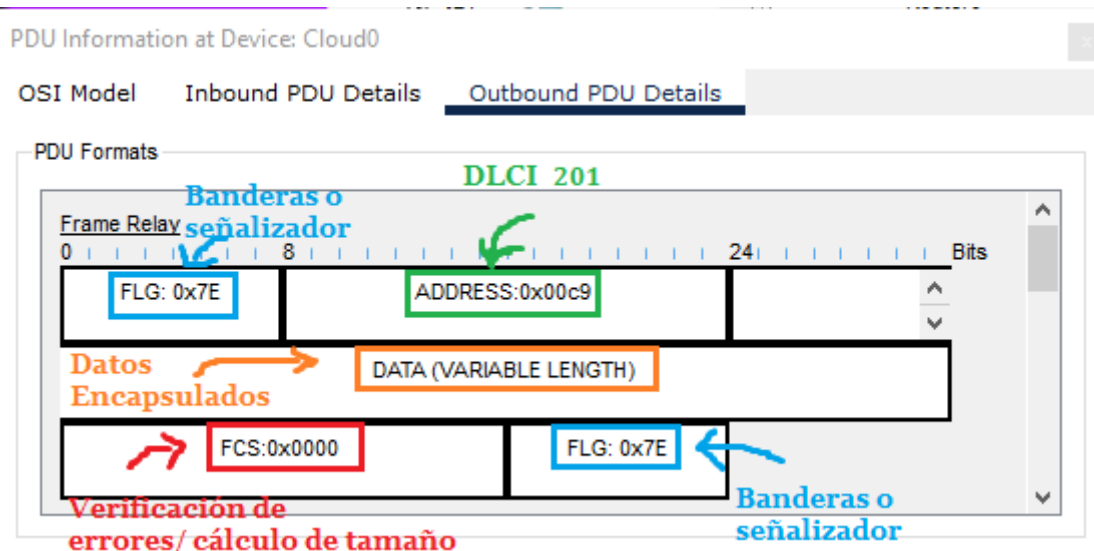 PDU Information at Device: Cloud0
x
OSI Model Inbound PDU Details Outbound PDU Details
PDU Formats
DLCI 201
Banderas o
señalizador
Frame Relay
0 8 24 Bits
FLG: 0x7E ADDRESS:0x00c9
Datos
Encapsulados
DATA (VARIABLE LENGTH)
FCS:0x0000 FLG: 0x7E
Verificación de
errores/ cálculo de tamaño
Banderas o
señalizador